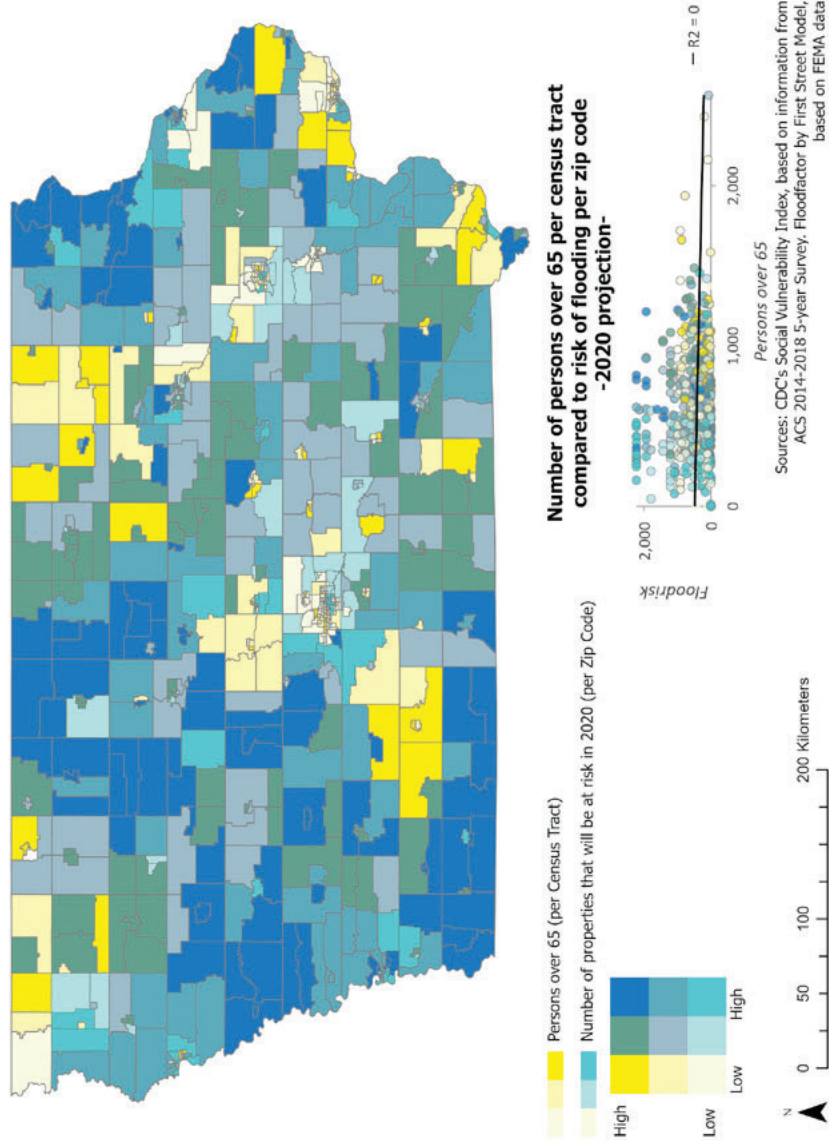 Number of persons over 65 per census tract
compared to risk of flooding per zip code
-2020 projection-
Persons over 65 (per Census Tract)
Number of properties that will be at risk in 2020 (per Zip Code)
High
Low
Low
High
0 50 100 200 Kilometers
N
Floodrisk
2,000
0
0
1,000
2,000
R2 = 0
Persons over 65
Sources: CDC's Social Vulnerability Index, based on information from
ACS 2014-2018 5-year Survey. Floodfactor by First Street Model,
based on FEMA data